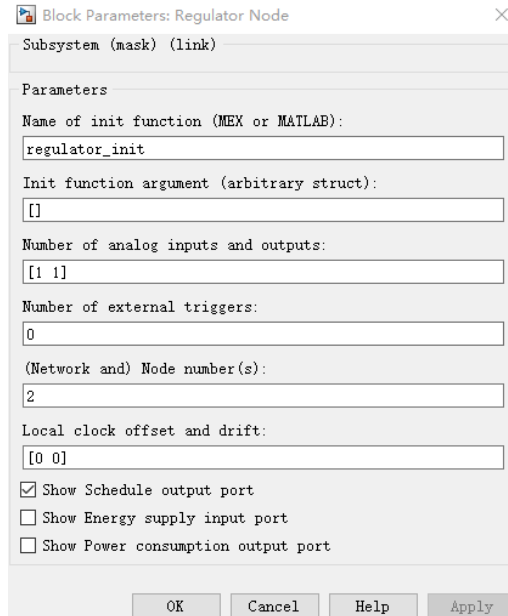 Block Parameters: Regulator Node
Subsystem (mask) (link)
Parameters
Name of init function (MEX or MATLAB):
regulator_init
Init function argument (arbitrary struct):
[]
Number of analog inputs and outputs:
[1 1]
Number of external triggers:
0
(Network and) Node number(s):
2
Local clock offset and drift:
[0 0]
Show Schedule output port
Show Energy supply input port
Show Power consumption output port
OK Cancel Help Apply